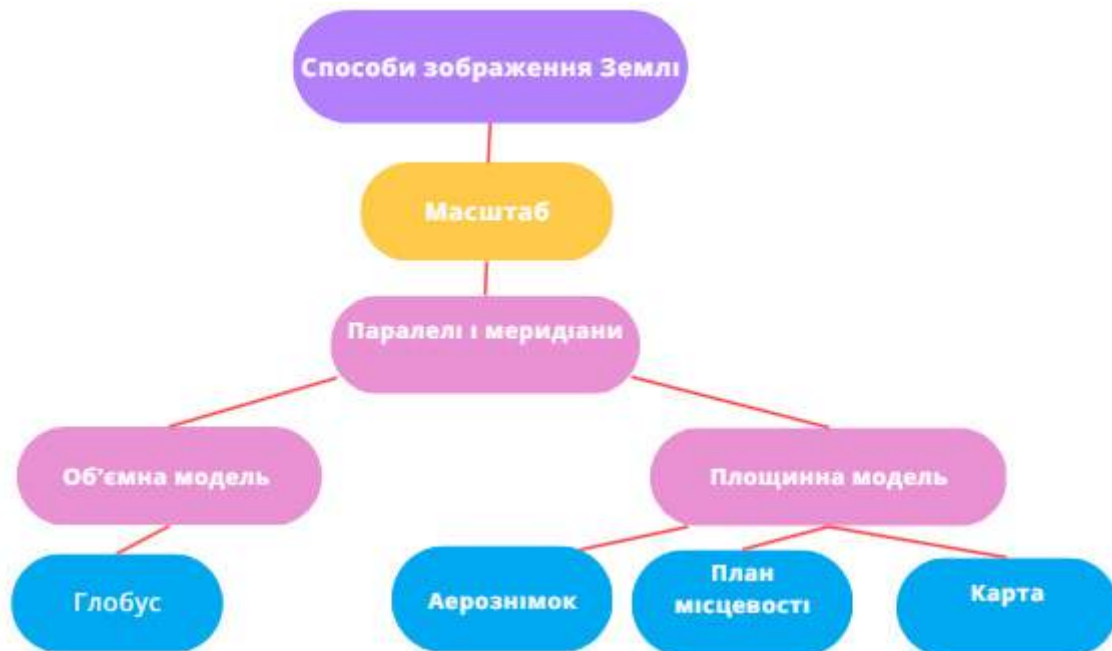 Способи зображення Землі
Масштаб
Паралелі і меридіани
Об'ємна модель
Площинна модель
Глобус
Аерознімок
План
місцевості
Карта